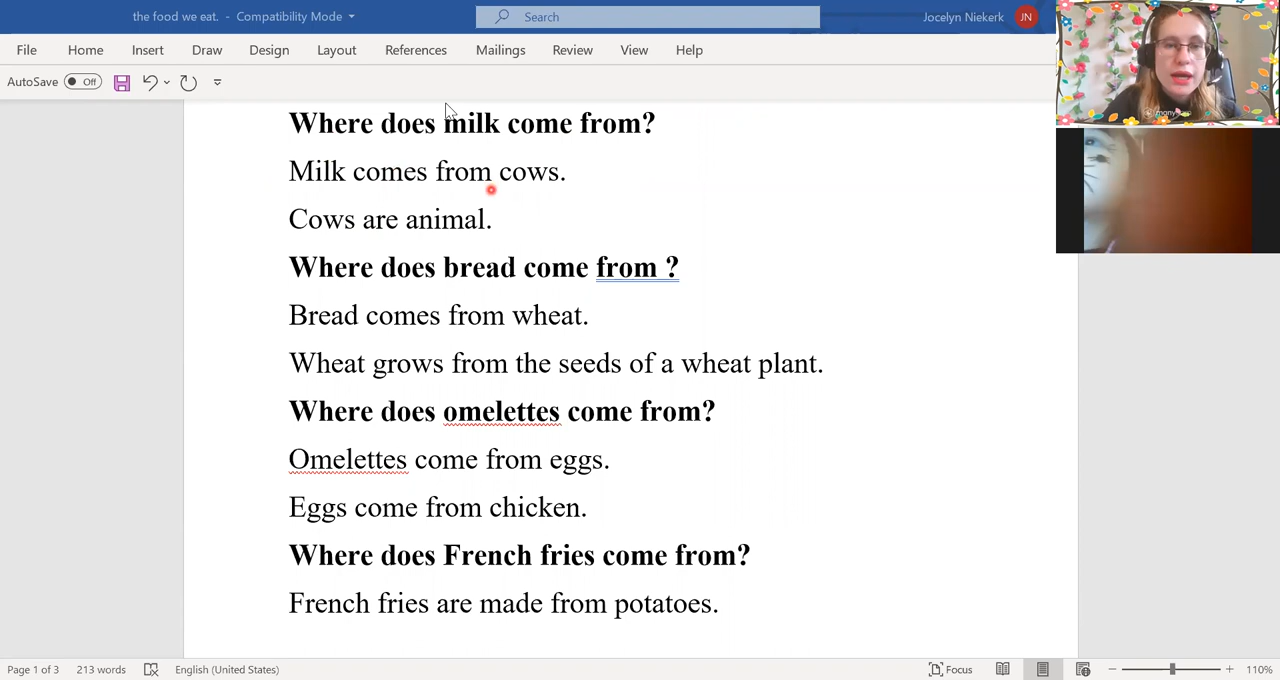 the food we eat. - Compatibility Mode
Search
Jocelyn Niekerk
JN
File Home Insert Draw Design Layout References Mailings Review View Help
AutoSave Off
Where does milk come from?
Milk comes from cows.
Cows are animal.
Where does bread come from ?
Bread comes from wheat.
Wheat grows from the seeds of a wheat plant.
Where does omelettes come from?
Omelettes come from eggs.
Eggs come from chicken.
Where does French fries come from?
French fries are made from potatoes.
Page 1 of 3 213 words English (United States) Focus 110%